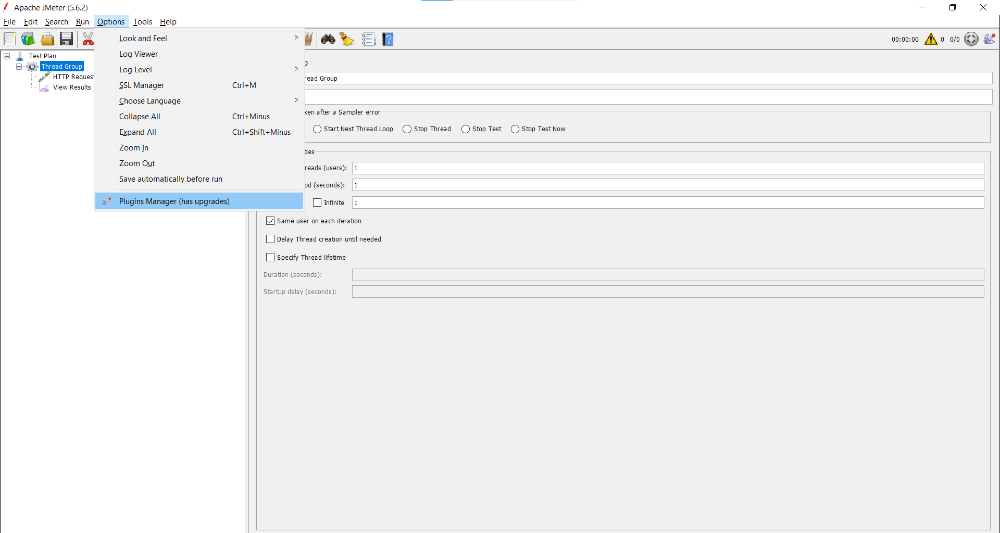 Apache JMeter (5.6.2)
File Edit Search Run Options Tools Help
00:00:00 0 0/0
Look and Feel
Log Viewer
Log Level
SSL Manager Ctrl+M
Choose Language
Collapse All Ctrl+Minus
Expand All Ctrl+Shift+Minus
Zoom In
Zoom Out
Save automatically before run
Plugins Manager (has upgrades)
Test Plan
Thread Group
HTTP Reques
View Results
read Group
ken after a Sampler error
Start Next Thread Loop Stop Thread Stop Test Stop Test Now
ties
reads (users): 1
od (seconds): 1
Infinite 1
Same user on each iteration
Delay Thread creation until needed
Specify Thread lifetime
Duration (seconds):
Startup delay (seconds):